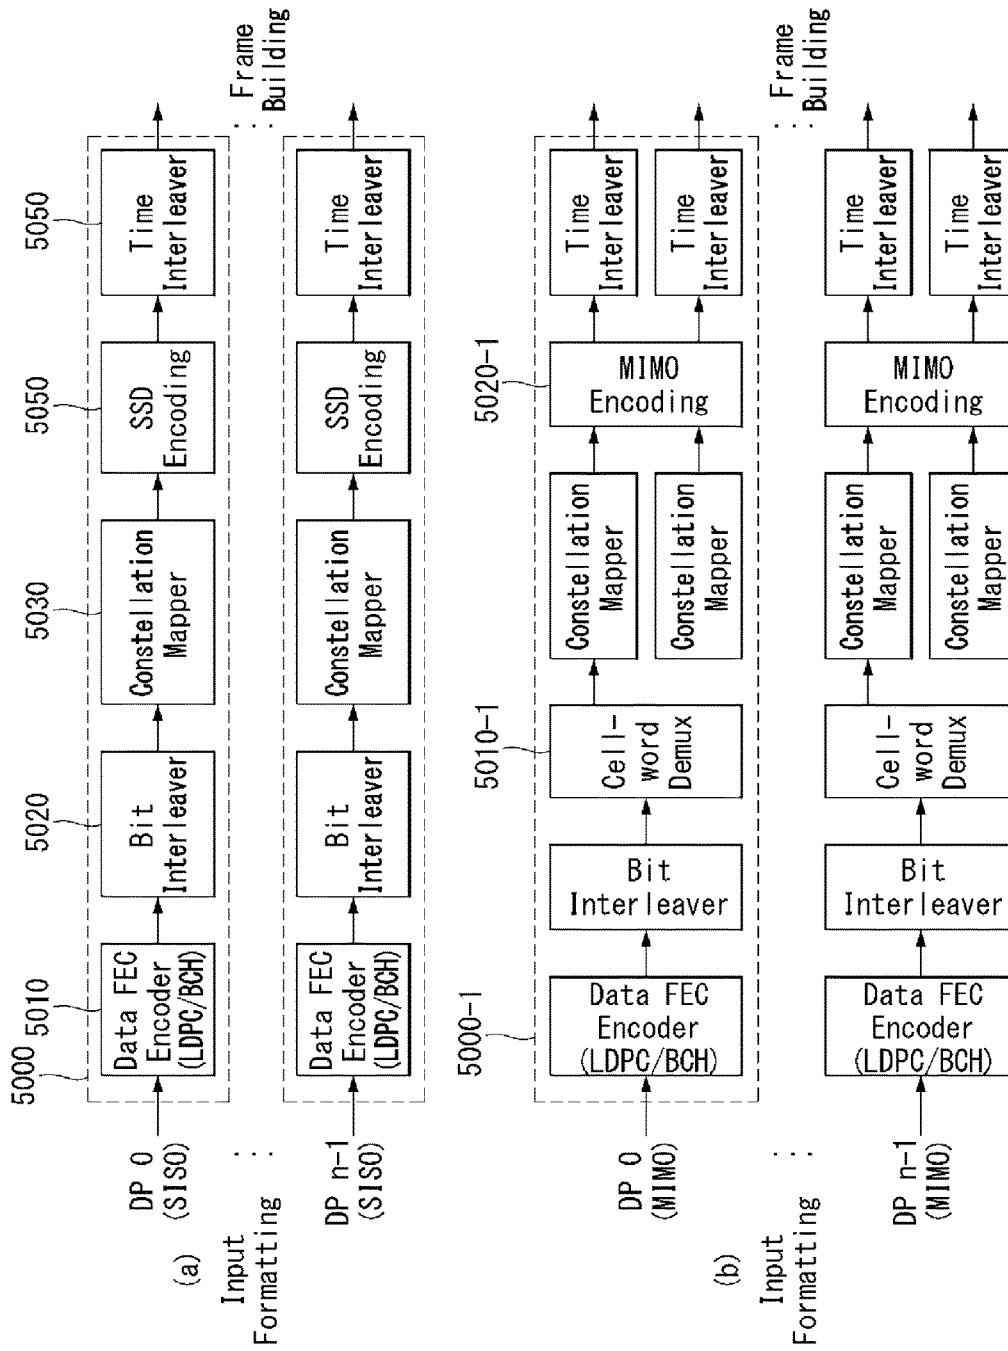 (a)
Input
Formatting
DP 0
(SISO)
⋮
DP n-1
(SISO)
5000
5010
Data FEC
Encoder
(LDPC/BCH)
5020
Bit
Interleaver
5030
Constellation
Mapper
5050
SSD
Encoding
5050
Time
Interleaver
Data FEC
Encoder
(LDPC/BCH)
Bit
Interleaver
Constellation
Mapper
SSD
Encoding
Time
Interleaver
⋮
Frame
Building
(b)
Input
Formatting
DP 0
(MIMO)
⋮
DP n-1
(MIMO)
5000-1
Data FEC
Encoder
(LDPC/BCH)
Bit
Interleaver
5010-1
Cell-
word
Demux
Constellation
Mapper
Constellation
Mapper
5020-1
MIMO
Encoding
Time
Interleaver
Time
Interleaver
Data FEC
Encoder
(LDPC/BCH)
Bit
Interleaver
Cell-
word
Demux
Constellation
Mapper
Constellation
Mapper
MIMO
Encoding
Time
Interleaver
Time
Interleaver
⋮
Frame
Building